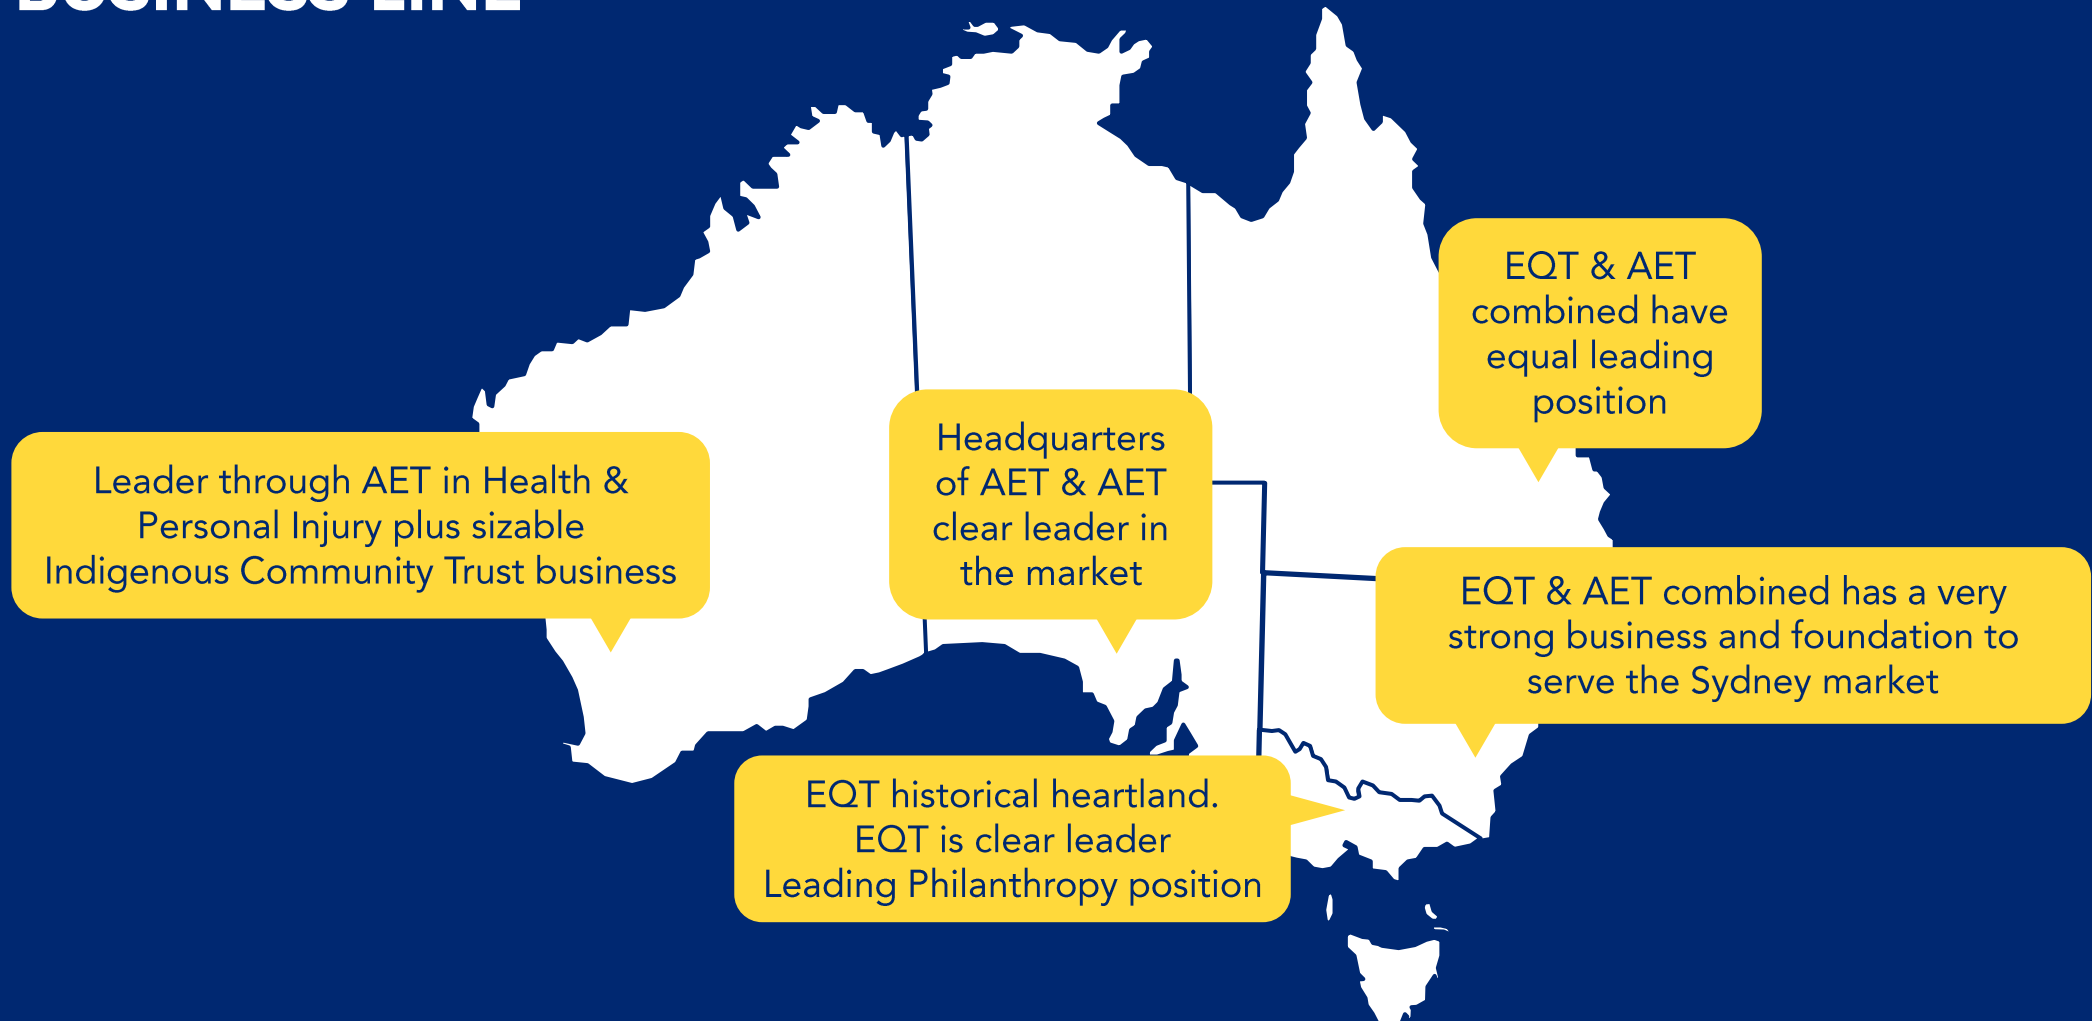 BUSINESS LINE
EQT & AET
combined have
equal leading
position
Headquarters
of AET & AET
clear leader in
the market
Leader through AET in Health &
Personal Injury plus sizable
Indigenous Community Trust business
EQT & AET combined has a very
strong business and foundation to
serve the Sydney market
EQT historical heartland.
EQT is clear leader
Leading Philanthropy position